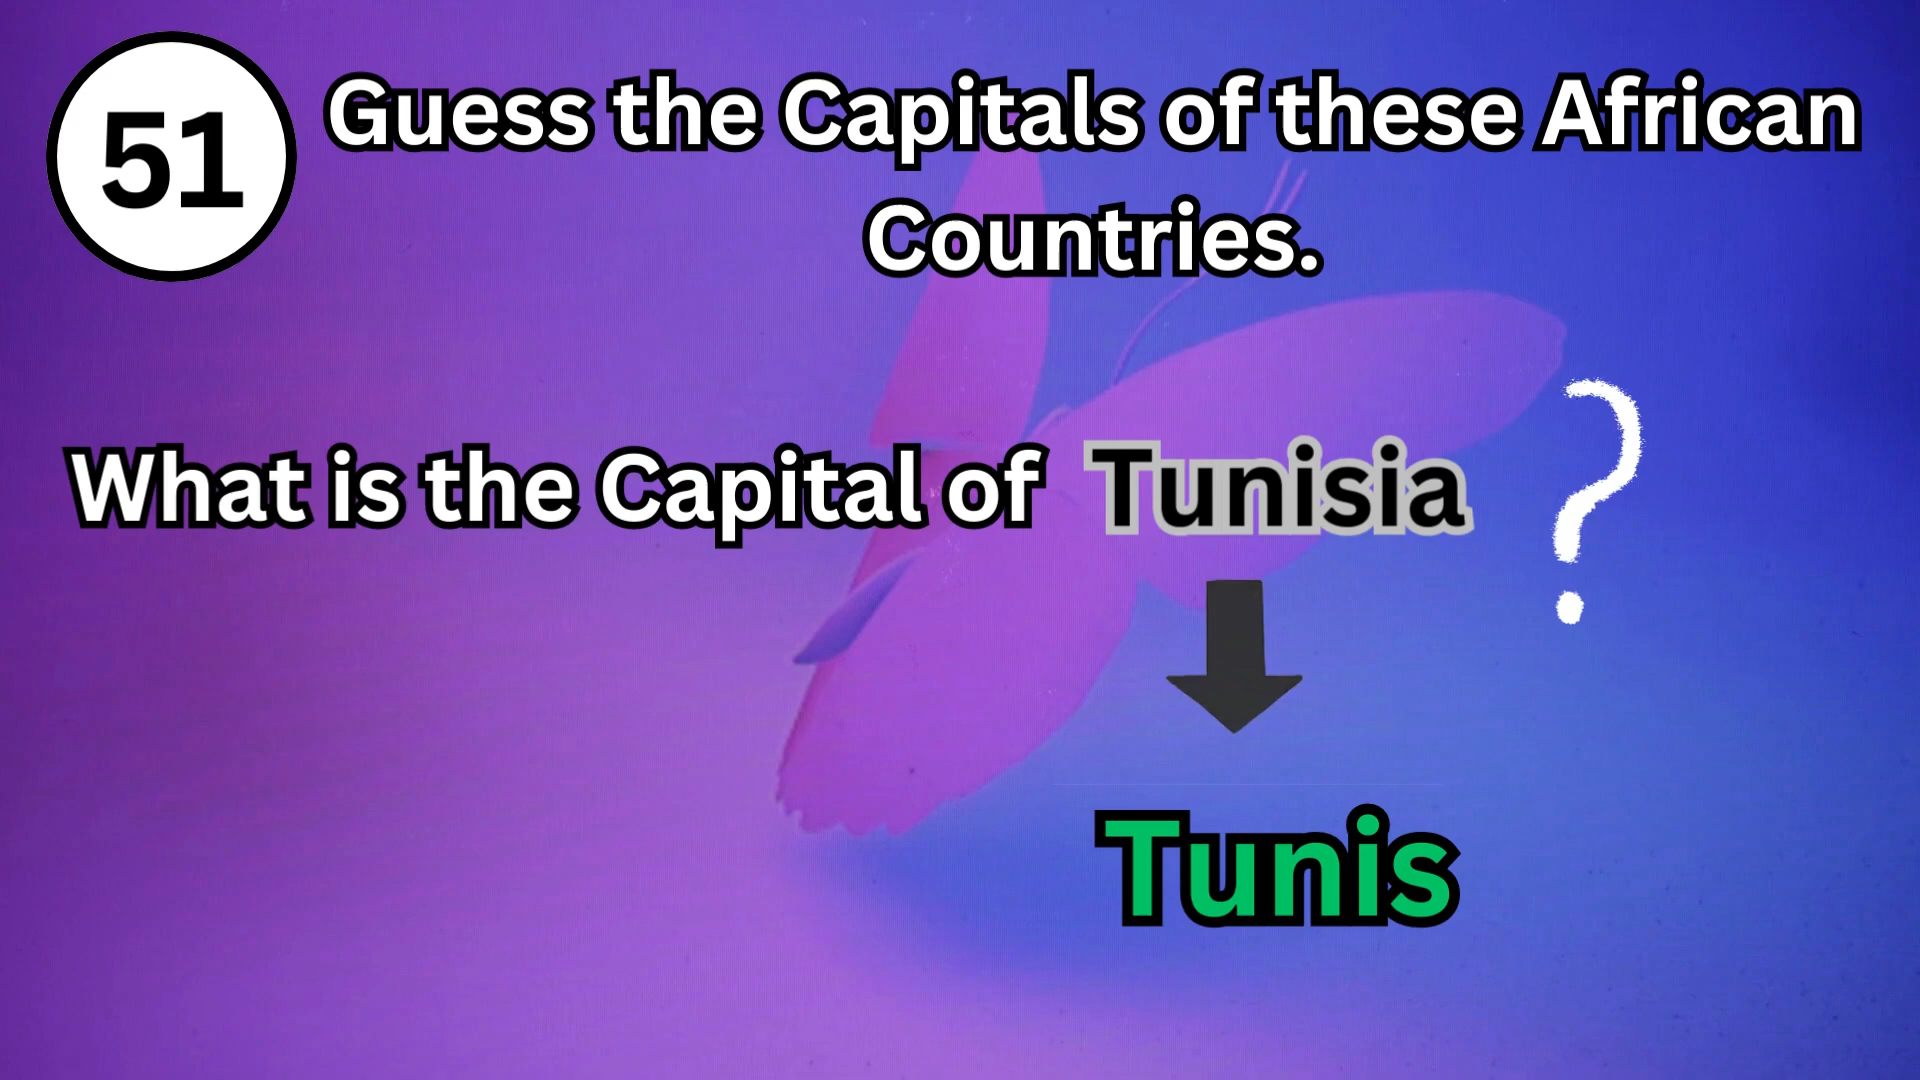 51
Guess the Capitals of these African
Countries.
What is the Capital of Tunisia ?
Tunis